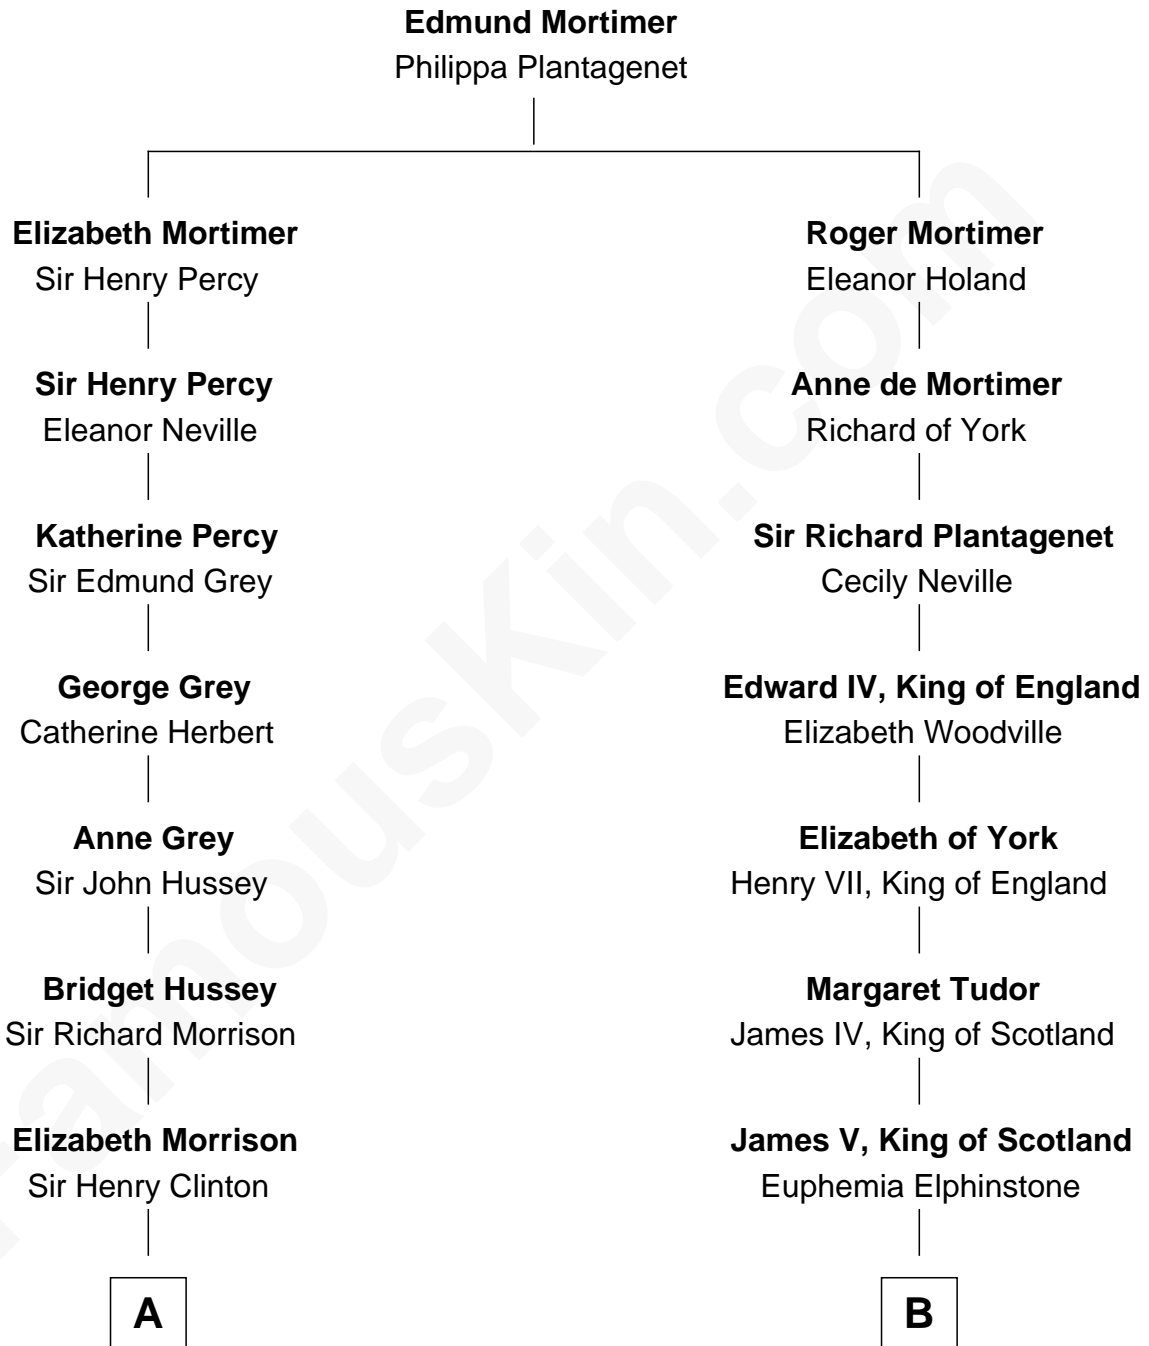 Edmund Mortimer
Philippa Plantagenet
Elizabeth Mortimer
Sir Henry Percy
Roger Mortimer
Eleanor Holand
Sir Henry Percy
Eleanor Neville
Anne de Mortimer
Richard of York
Katherine Percy
Sir Edmund Grey
Sir Richard Plantagenet
Cecily Neville
George Grey
Catherine Herbert
Edward IV, King of England
Elizabeth Woodville
Anne Grey
Sir John Hussey
Elizabeth of York
Henry VII, King of England
Bridget Hussey
Sir Richard Morrison
Margaret Tudor
James IV, King of Scotland
Elizabeth Morrison
Sir Henry Clinton
James V, King of Scotland
Euphemia Elphinstone
A
B
FamousKin.com